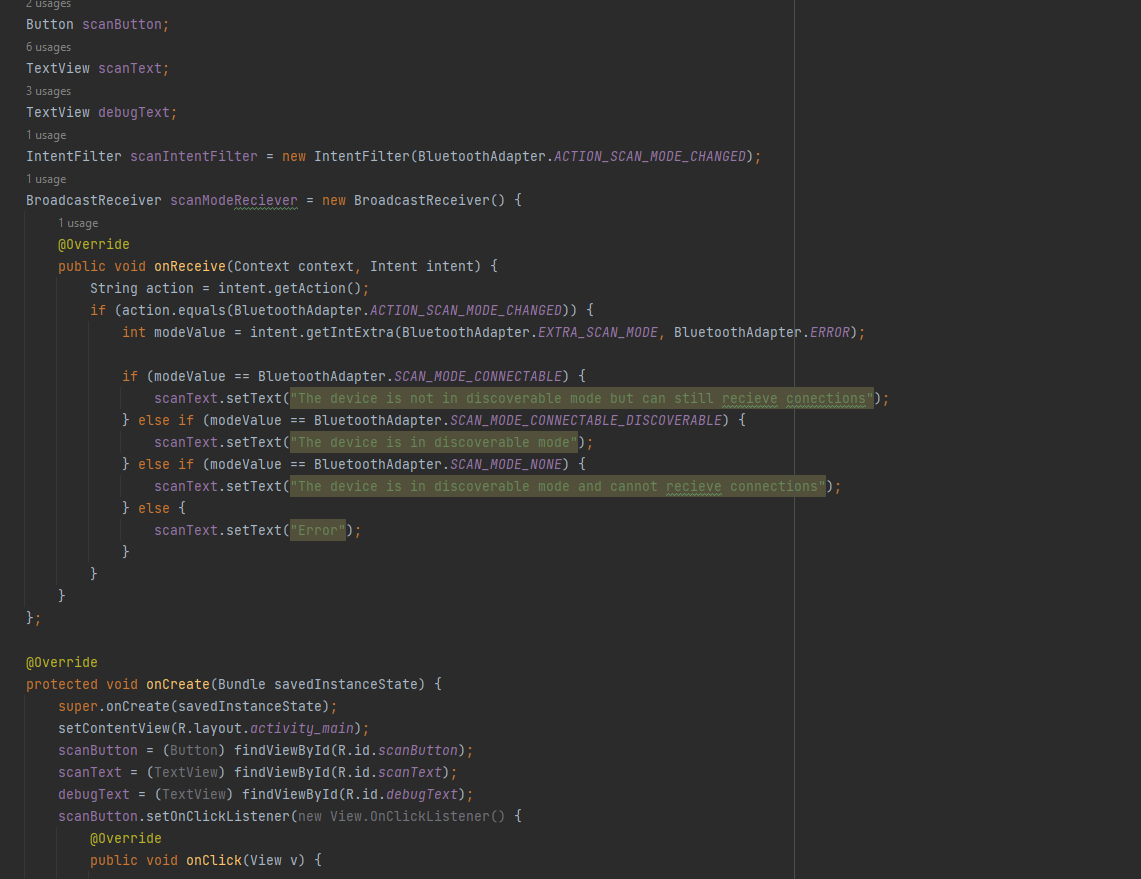 2 usages
Button scanButton;
6 usages
TextView scanText;
3 usages
TextView debugText;
1 usage
IntentFilter scanIntentFilter = new IntentFilter(BluetoothAdapter.ACTION_SCAN_MODE_CHANGED);
1 usage
BroadcastReceiver scanModeReciever = new BroadcastReceiver() {
1 usage
@Override
public void onReceive(Context context, Intent intent) {
String action = intent.getAction();
if (action.equals(BluetoothAdapter.ACTION_SCAN_MODE_CHANGED)) {
int modeValue = intent.getIntExtra(BluetoothAdapter.EXTRA_SCAN_MODE, BluetoothAdapter.ERROR);
if (modeValue == BluetoothAdapter.SCAN_MODE_CONNECTABLE) {
scanText.setText("The device is not in discoverable mode but can still recieve conections");
} else if (modeValue == BluetoothAdapter.SCAN_MODE_CONNECTABLE_DISCOVERABLE) {
scanText.setText("The device is in discoverable mode");
} else if (modeValue == BluetoothAdapter.SCAN_MODE_NONE) {
scanText.setText("The device is in discoverable mode and cannot recieve connections");
} else {
scanText.setText("Error");
}
}
}
};
@Override
protected void onCreate(Bundle savedInstanceState) {
super.onCreate(savedInstanceState);
setContentView(R.layout.activity_main);
scanButton = (Button) findViewById(R.id.scanButton);
scanText = (TextView) findViewById(R.id.scanText);
debugText = (TextView) findViewById(R.id.debugText);
scanButton.setOnClickListener(new View.OnClickListener() {
@Override
public void onClick(View v) {